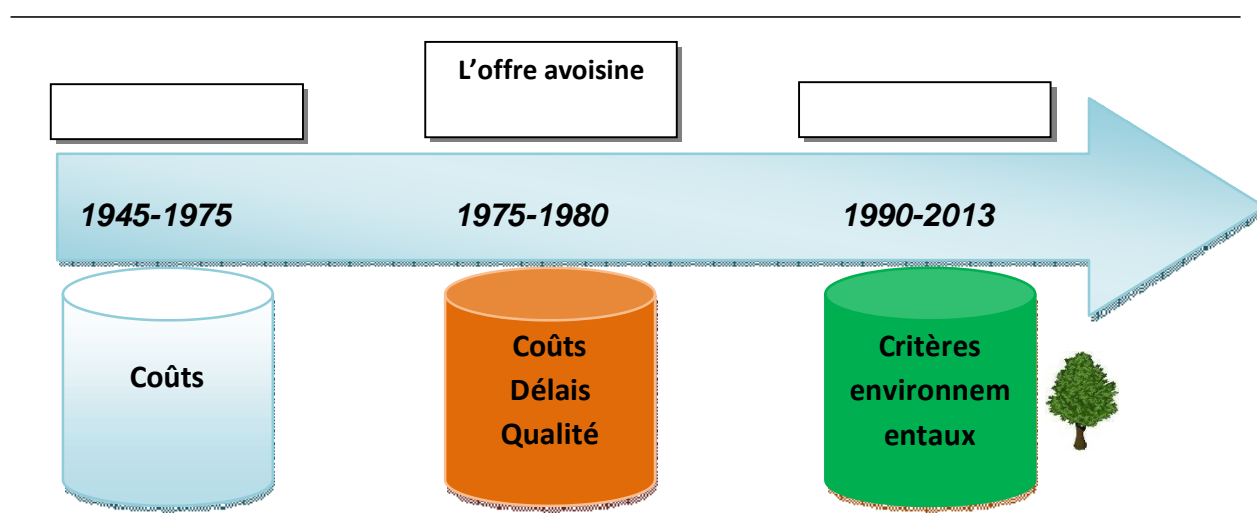 L'offre avoisine
1945-1975
1975-1980
1990-2013
Coûts
Coûts
Délais
Qualité
Critères
environnem
entaux